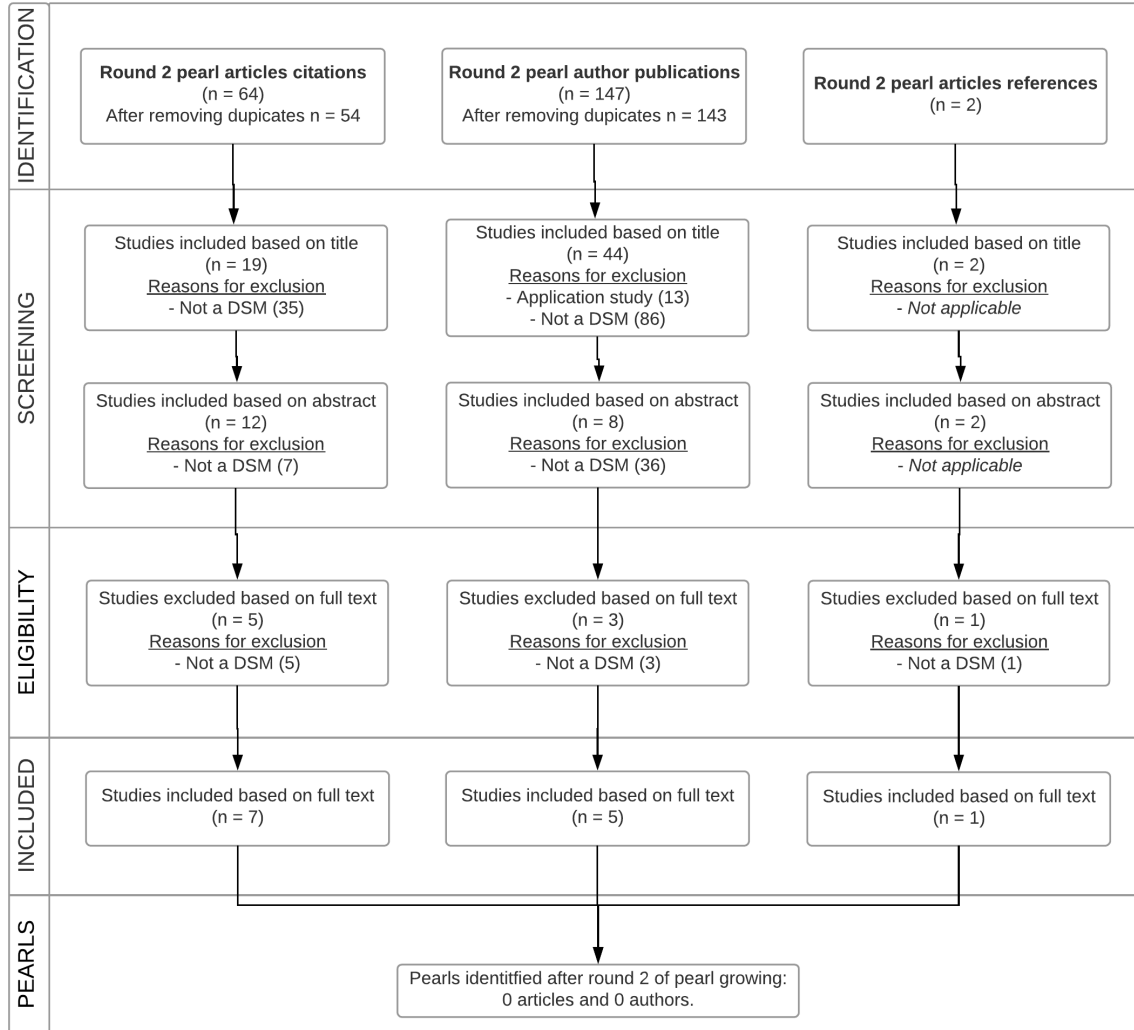 IDENTIFICATION
Round 2 pearl articles citations
(n = 64)
After removing dupicates n = 54
Round 2 pearl author publications
(n = 147)
After removing dupicates n = 143
Round 2 pearl articles references
(n = 2)
SCREENING
Studies included based on title
(n = 19)
Reasons for exclusion
- Not a DSM (35)
Studies included based on title
(n = 44)
Reasons for exclusion
- Application study (13)
- Not a DSM (86)
Studies included based on title
(n = 2)
Reasons for exclusion
- Not applicable
Studies included based on abstract
(n = 12)
Reasons for exclusion
- Not a DSM (7)
Studies included based on abstract
(n = 8)
Reasons for exclusion
- Not a DSM (36)
Studies included based on abstract
(n = 2)
Reasons for exclusion
- Not applicable
ELIGIBILITY
Studies excluded based on full text
(n = 5)
Reasons for exclusion
- Not a DSM (5)
Studies excluded based on full text
(n = 3)
Reasons for exclusion
- Not a DSM (3)
Studies excluded based on full text
(n = 1)
Reasons for exclusion
- Not a DSM (1)
INCLUDED
Studies included based on full text
(n = 7)
Studies included based on full text
(n = 5)
Studies included based on full text
(n = 1)
PEARLS
Pearls identitfied after round 2 of pearl growing:
0 articles and 0 authors.